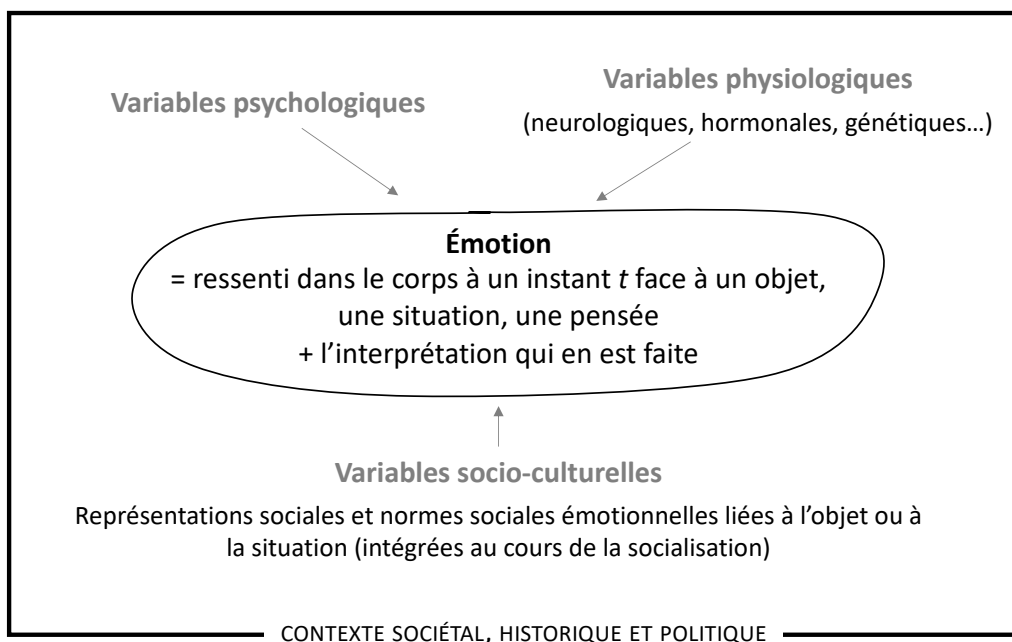 Variables psychologiques
Variables physiologiques
(neurologiques, hormonales, génétiques…)
Émotion
= ressenti dans le corps à un instant t face à un objet,
une situation, une pensée
+ l’interprétation qui en est faite
Variables socio-culturelles
Représentations sociales et normes sociales émotionnelles liées à l’objet ou à
la situation (intégrées au cours de la socialisation)
CONTEXTE SOCIÉTAL, HISTORIQUE ET POLITIQUE